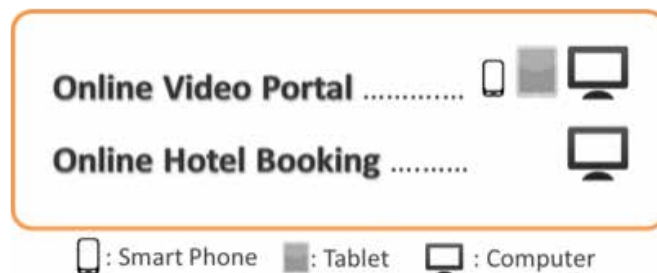 Online Video Portal .............
Online Hotel Booking ..........
: Smart Phone : Tablet : Computer